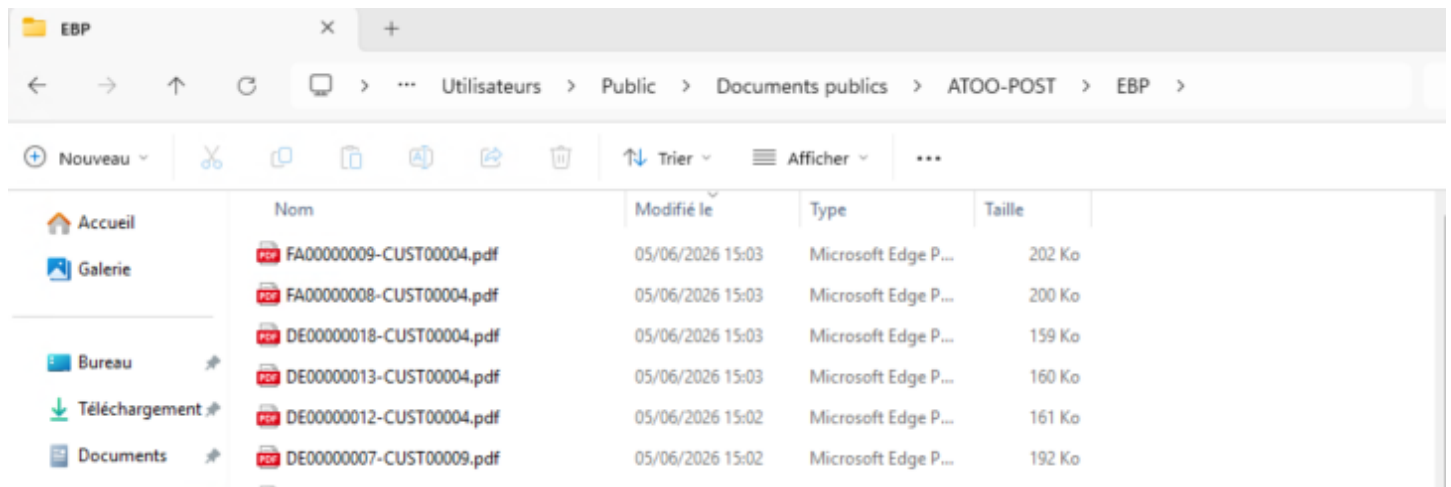 EBP
Utilisateurs > Public > Documents publics > ATOO-POST > EBP >
Nouveau Trier Afficher
Accueil
Galerie
Bureau
Téléchargement
Documents
Nom Modifié le Type Taille
FA00000009-CUST00004.pdf 05/06/2026 15:03 Microsoft Edge P... 202 Ko
FA00000008-CUST00004.pdf 05/06/2026 15:03 Microsoft Edge P... 200 Ko
DE00000018-CUST00004.pdf 05/06/2026 15:03 Microsoft Edge P... 159 Ko
DE00000013-CUST00004.pdf 05/06/2026 15:03 Microsoft Edge P... 160 Ko
DE00000012-CUST00004.pdf 05/06/2026 15:02 Microsoft Edge P... 161 Ko
DE00000007-CUST00009.pdf 05/06/2026 15:02 Microsoft Edge P... 192 Ko